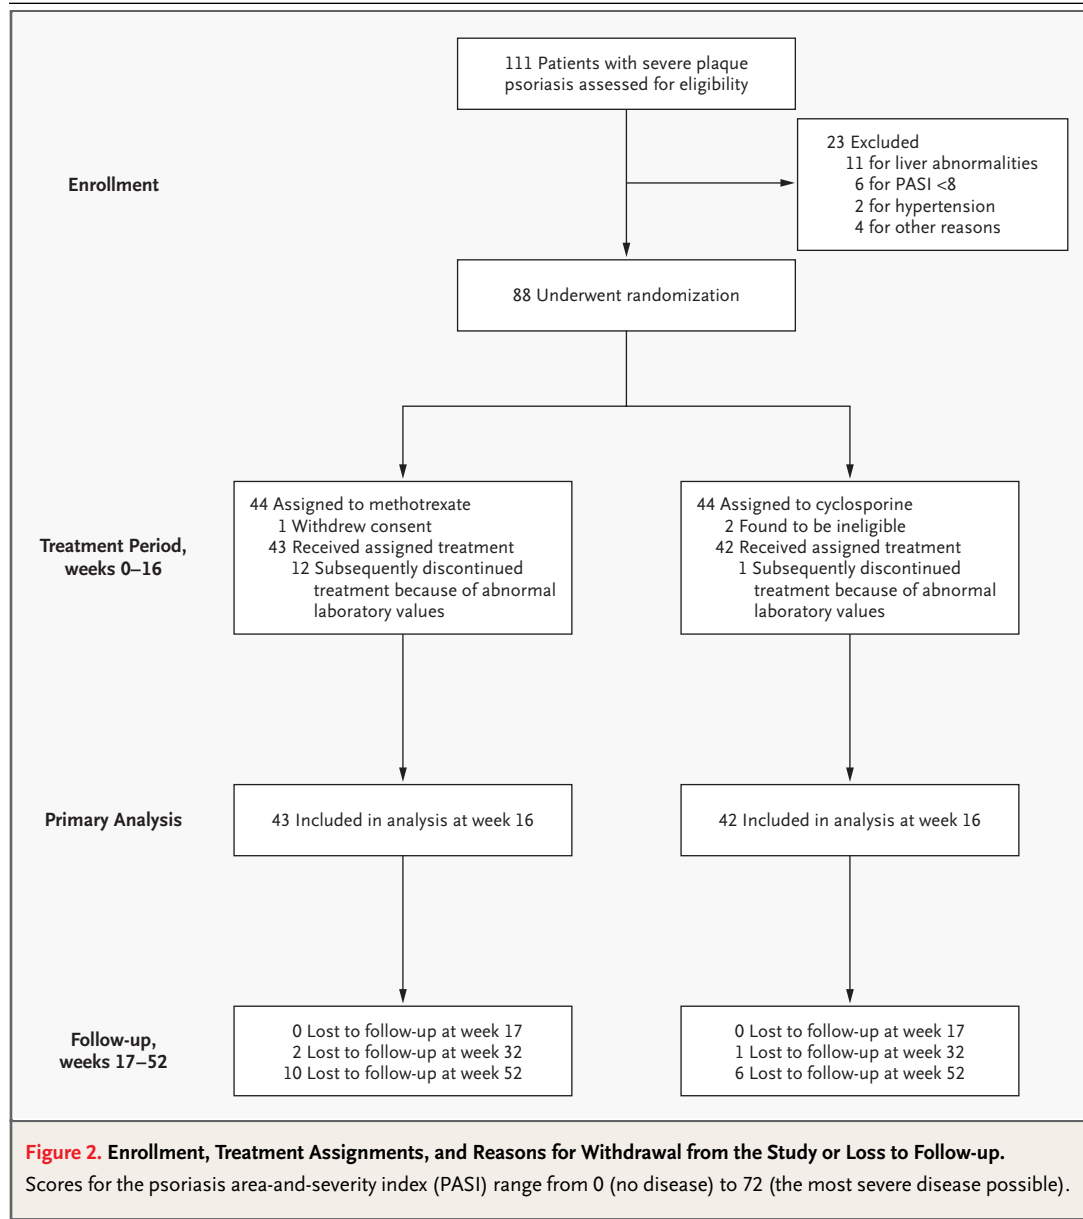 111 Patients with severe plaque
psoriasis assessed for eligibility
Enrollment
23 Excluded
11 for liver abnormalities
6 for PASI <8
2 for hypertension
4 for other reasons
88 Underwent randomization
Treatment Period,
weeks 0–16
44 Assigned to methotrexate
1 Withdrew consent
43 Received assigned treatment
12 Subsequently discontinued
treatment because of abnormal
laboratory values
44 Assigned to cyclosporine
2 Found to be ineligible
42 Received assigned treatment
1 Subsequently discontinued
treatment because of abnormal
laboratory values
Primary Analysis
43 Included in analysis at week 16
42 Included in analysis at week 16
Follow-up,
weeks 17–52
0 Lost to follow-up at week 17
2 Lost to follow-up at week 32
10 Lost to follow-up at week 52
0 Lost to follow-up at week 17
1 Lost to follow-up at week 32
6 Lost to follow-up at week 52
Figure 2. Enrollment, Treatment Assignments, and Reasons for Withdrawal from the Study or Loss to Follow-up.
Scores for the psoriasis area-and-severity index (PASI) range from 0 (no disease) to 72 (the most severe disease possible).